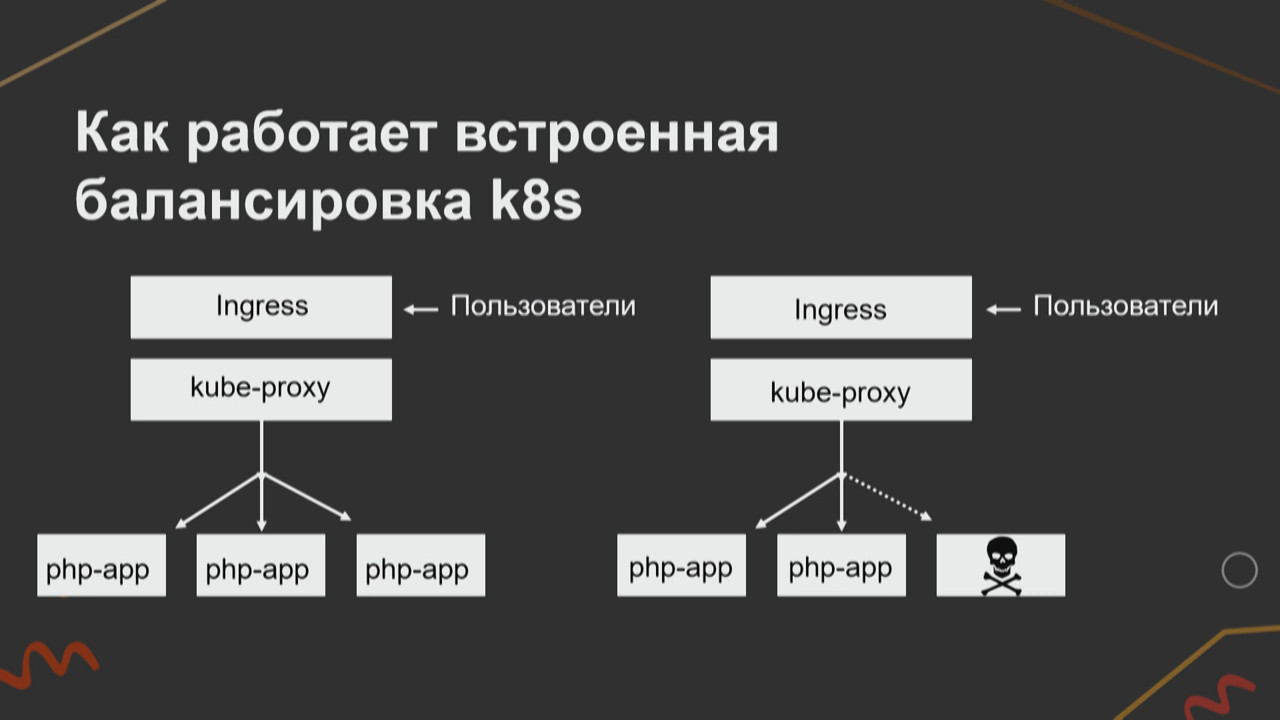 Как работает встроенная
балансировка k8s
Ingress
Пользователи
kube-proxy
php-app
php-app
php-app
Ingress
Пользователи
kube-proxy
php-app
php-app